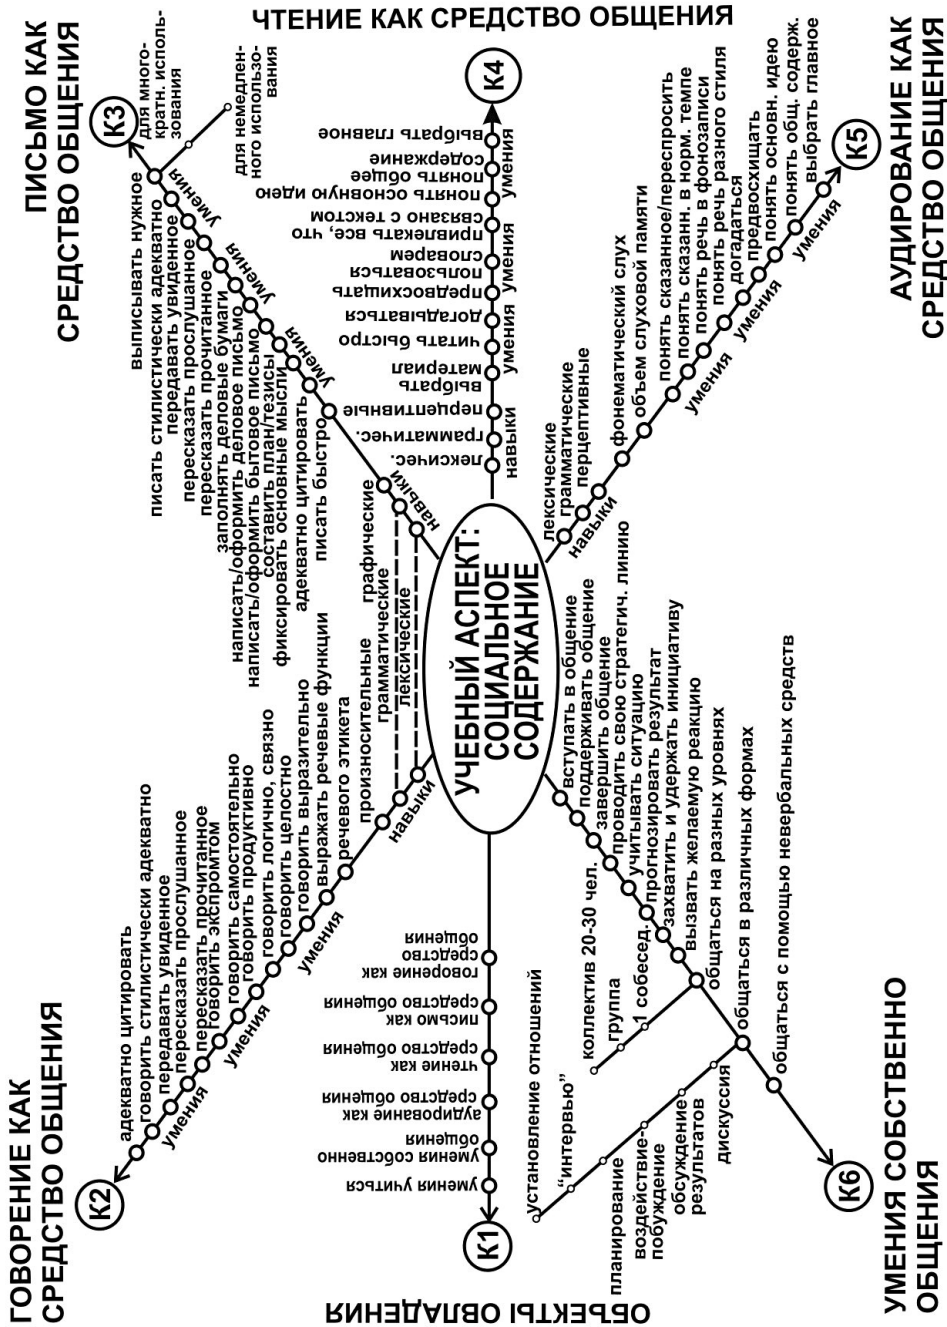 ГОВОРЕНИЕ КАК
СРЕДСТВО ОБЩЕНИЯ
К2
адекватно цитировать
говорить стилистически адекватно
передавать увиденное
пересказать прослушанное
пересказать прочитанное
говорить экспромтом
говорить самостоятельно
говорить продуктивно
говорить логично, связно
говорить целостно
говорить выразительно
выражать речевые функции
речевого этикета
умения
умения
умения
произносительные
грамматические
лексические
навыки
ПИСЬМО КАК
СРЕДСТВО ОБЩЕНИЯ
К3
для много-
кратн. исполь-
зования
для немедлен-
ного использо-
вания
выписывать нужное
писать стилистически адекватно
передавать увиденное
пересказать прослушанное
пересказать прочитанное
заполнять деловые бумаги
написать/оформить деловое письмо
написать/оформить бытовое письмо
составить план/тезисы
фиксировать основные мысли
адекватно цитировать
писать быстро
умения
умения
умения
графические
навыки
ЧТЕНИЕ КАК СРЕДСТВО ОБЩЕНИЯ
К4
лексичес.
грамматичес.
перцептивные
выбрать
материал
читать быстро
догадываться
предвосхищать
пользоваться
словарем
привлекать все, что
связано с текстом
понять основную идею
понять общее
содержание
выбрать главное
навыки
умения
умения
умения
УЧЕБНЫЙ АСПЕКТ:
СОЦИАЛЬНОЕ
СОДЕРЖАНИЕ
ОБЪЕКТЫ ОВЛАДЕНИЯ
К1
умения учиться
умения собственно
общения
аудирование как
средство общения
чтение как
средство общения
письмо как
средство общения
говорение как
средство
общения
АУДИРОВАНИЕ КАК
СРЕДСТВО ОБЩЕНИЯ
К5
лексические
грамматические
перцептивные
навыки
фонематический слух
объем слуховой памяти
понять сказанное/переспросить
понять сказанн. в норм. темпе
понять речь в фонозаписи
понять речь разного стиля
догадаться
предвосхищать
понять основн. идею
понять общ. содерж.
выбрать главное
умения
умения
умения
УМЕНИЯ СОБСТВЕННО
ОБЩЕНИЯ
К6
вступать в общение
поддерживать общение
завершить общение
проводить свою стратегич. линию
учитывать ситуацию
прогнозировать результат
захватить и удержать инициативу
вызвать желаемую реакцию
общаться на разных уровнях
общаться в различных формах
общаться с помощью невербальных средств
коллектив 20-30 чел.
группа
1 собесед.
установление отношений
“интервью”
планирование
воздействие-
побуждение
обсуждение
результатов
дискуссия